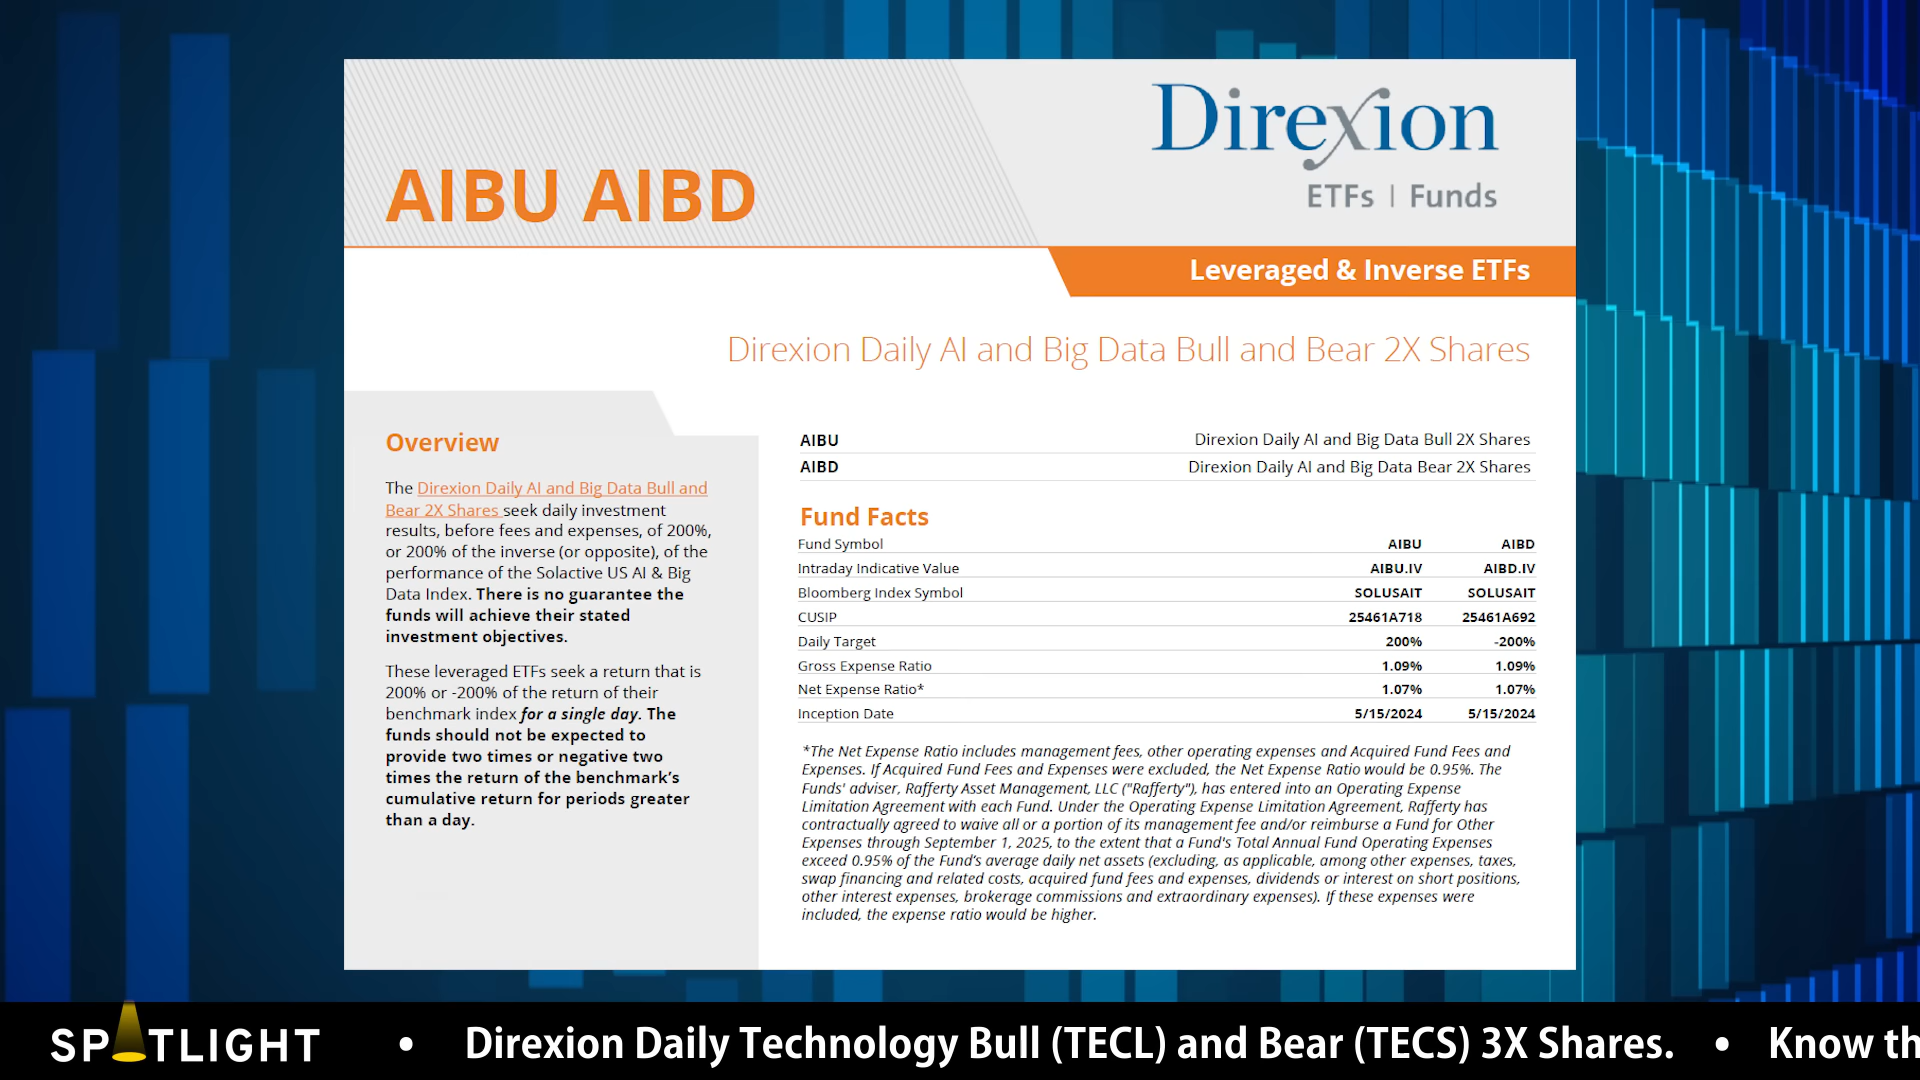 AIBU AIBD
Direxion
ETFs | Funds
Leveraged & Inverse ETFs
Direxion Daily AI and Big Data Bull and Bear 2X Shares
Overview
The Direxion Daily AI and Big Data Bull and
Bear 2X Shares seek daily investment
results, before fees and expenses, of 200%,
or 200% of the inverse (or opposite), of the
performance of the Solactive US AI & Big
Data Index. There is no guarantee the
funds will achieve their stated
investment objectives.
These leveraged ETFs seek a return that is
200% or -200% of the return of their
benchmark index for a single day. The
funds should not be expected to
provide two times or negative two
times the return of the benchmark's
cumulative return for periods greater
than a day.
AIBU Direxion Daily AI and Big Data Bull 2X Shares
AIBD Direxion Daily AI and Big Data Bear 2X Shares
Fund Facts
Fund Symbol AIBU AIBD
Intraday Indicative Value AIBU.IV AIBD.IV
Bloomberg Index Symbol SOLUSAIT SOLUSAIT
CUSIP 25461A718 25461A692
Daily Target 200% -200%
Gross Expense Ratio 1.09% 1.09%
Net Expense Ratio* 1.07% 1.07%
Inception Date 5/15/2024 5/15/2024
*The Net Expense Ratio includes management fees, other operating expenses and Acquired Fund Fees and
Expenses. If Acquired Fund Fees and Expenses were excluded, the Net Expense Ratio would be 0.95%. The
Funds' adviser, Rafferty Asset Management, LLC ("Rafferty"), has entered into an Operating Expense
Limitation Agreement with each Fund. Under the Operating Expense Limitation Agreement, Rafferty has
contractually agreed to waive all or a portion of its management fee and/or reimburse a Fund for Other
Expenses through September 1, 2025, to the extent that a Fund's Total Annual Fund Operating Expenses
exceed 0.95% of the Fund's average daily net assets (excluding, as applicable, among other expenses, taxes,
swap financing and related costs, acquired fund fees and expenses, dividends or interest on short positions,
other interest expenses, brokerage commissions and extraordinary expenses). If these expenses were
included, the expense ratio would be higher.
SPOTLIGHT • Direxion Daily Technology Bull (TECL) and Bear (TECS) 3X Shares. • Know th